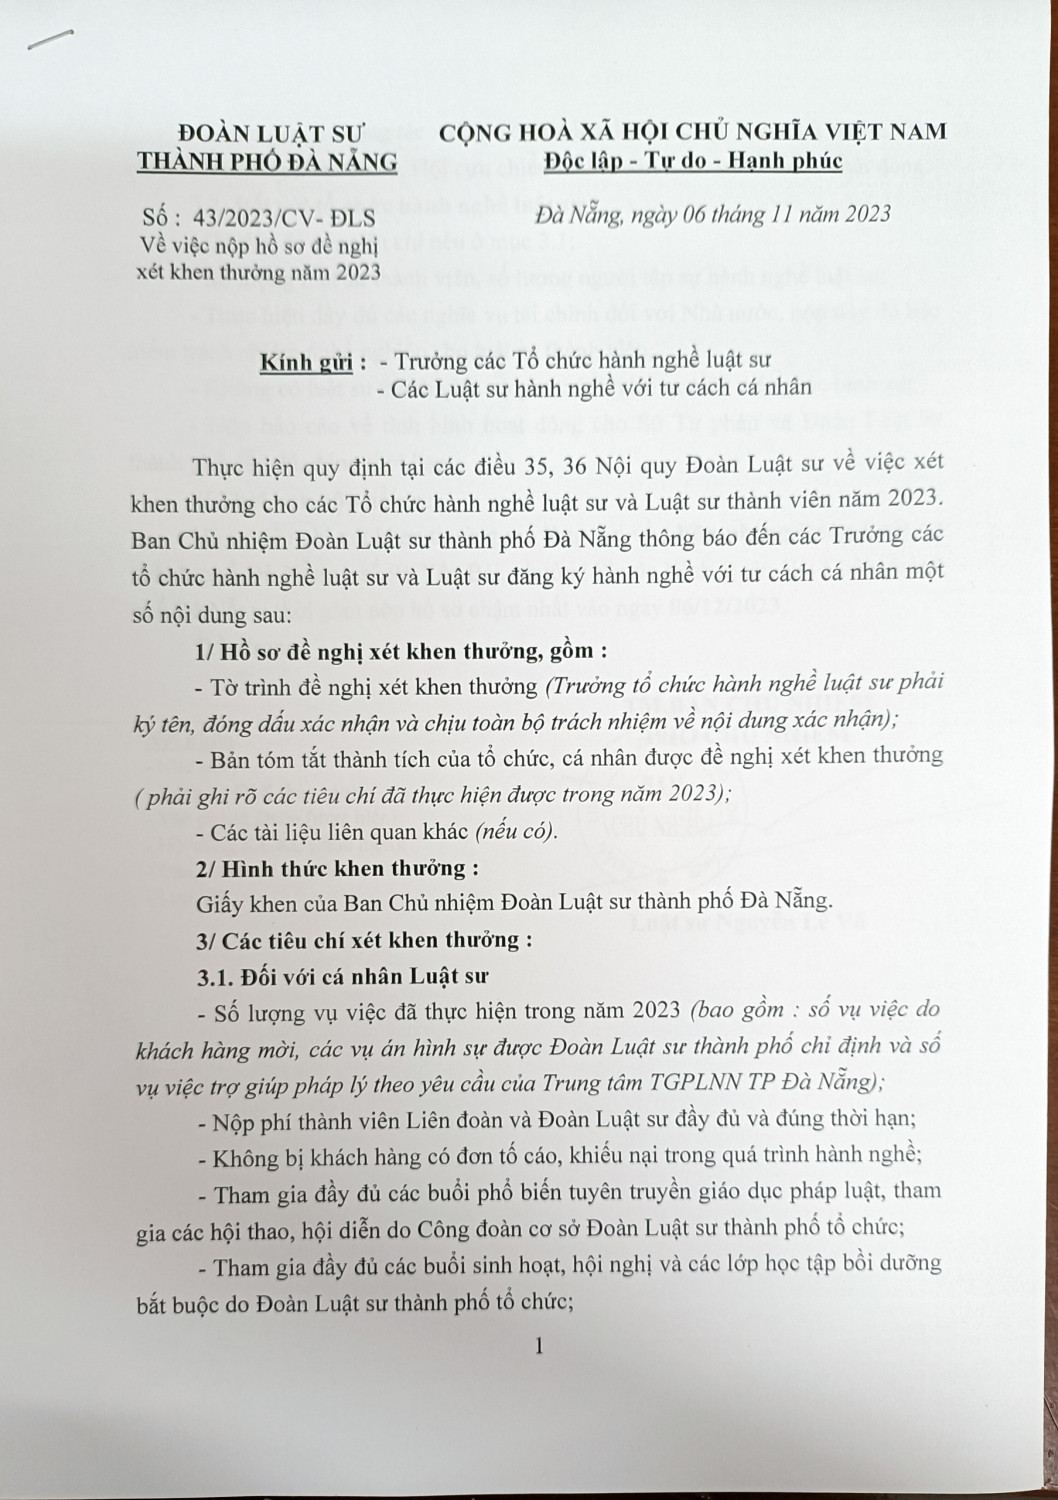 ĐOÀN LUẬT SƯ
THÀNH PHỐ ĐÀ NẴNG
CỘNG HOÀ XÃ HỘI CHỦ NGHĨA VIỆT NAM
Độc lập - Tự do - Hạnh phúc
Số : 43/2023/CV- ĐLS
Về việc nộp hồ sơ đề nghị
xét khen thưởng năm 2023
Đà Nẵng, ngày 06 tháng 11 năm 2023
Kính gửi : - Trưởng các Tổ chức hành nghề luật sư
- Các Luật sư hành nghề với tư cách cá nhân
Thực hiện quy định tại các điều 35, 36 Nội quy Đoàn Luật sư về việc xét
khen thưởng cho các Tổ chức hành nghề luật sư và Luật sư thành viên năm 2023.
Ban Chủ nhiệm Đoàn Luật sư thành phố Đà Nẵng thông báo đến các Trưởng các
tổ chức hành nghề luật sư và Luật sư đăng ký hành nghề với tư cách cá nhân một
số nội dung sau:
1/ Hồ sơ đề nghị xét khen thưởng, gồm :
- Tờ trình đề nghị xét khen thưởng (Trưởng tổ chức hành nghề luật sư phải
ký tên, đóng dấu xác nhận và chịu toàn bộ trách nhiệm về nội dung xác nhận);
- Bản tóm tắt thành tích của tổ chức, cá nhân được đề nghị xét khen thưởng
( phải ghi rõ các tiêu chí đã thực hiện được trong năm 2023);
- Các tài liệu liên quan khác (nếu có).
2/ Hình thức khen thưởng :
Giấy khen của Ban Chủ nhiệm Đoàn Luật sư thành phố Đà Nẵng.
3/ Các tiêu chí xét khen thưởng :
3.1. Đối với cá nhân Luật sư
- Số lượng vụ việc đã thực hiện trong năm 2023 (bao gồm : số vụ việc do
khách hàng mời, các vụ án hình sự được Đoàn Luật sư thành phố chỉ định và số
vụ việc trợ giúp pháp lý theo yêu cầu của Trung tâm TGPLNN TP Đà Nẵng);
- Nộp phí thành viên Liên đoàn và Đoàn Luật sư đầy đủ và đúng thời hạn;
- Không bị khách hàng có đơn tố cáo, khiếu nại trong quá trình hành nghề;
- Tham gia đầy đủ các buổi phổ biến tuyên truyền giáo dục pháp luật, tham
gia các hội thao, hội diễn do Công đoàn cơ sở Đoàn Luật sư thành phố tổ chức;
- Tham gia đầy đủ các buổi sinh hoạt, hội nghị và các lớp học tập bồi dưỡng
bắt buộc do Đoàn Luật sư thành phố tổ chức;
1